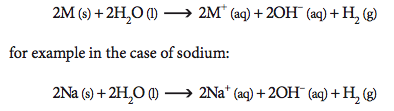 2M (s) + 2H₂O (l) ⟶ 2M⁺ (aq) + 2OH⁻ (aq) + H₂ (g)
for example in the case of sodium:
2Na (s) + 2H₂O (l) ⟶ 2Na⁺ (aq) + 2OH⁻ (aq) + H₂ (g)